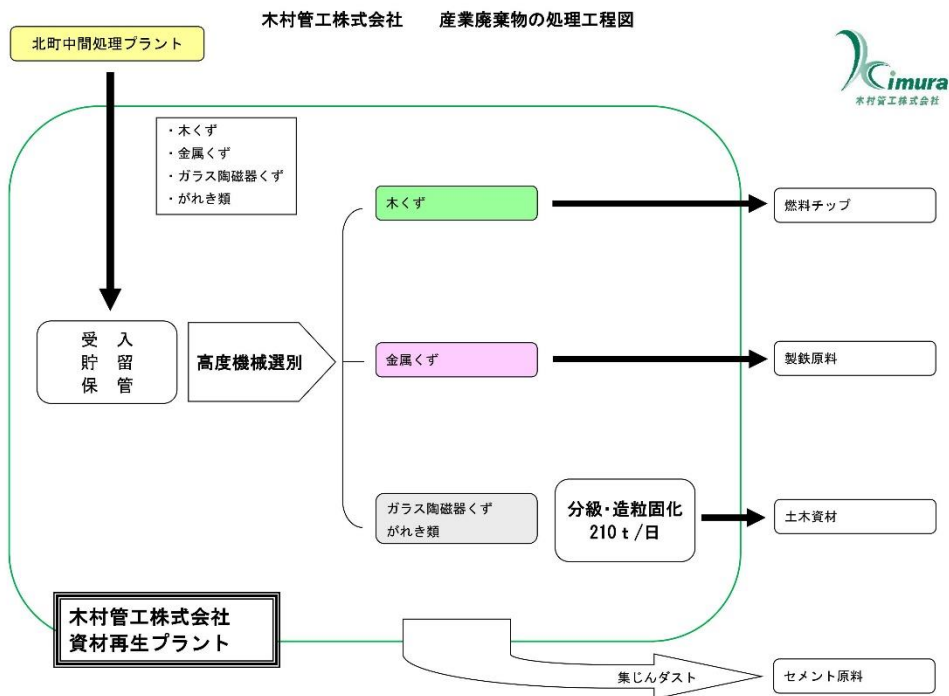 木村管工株式会社　　産業廃棄物の処理工程図
北町中間処理プラント
Kimura
木村管工株式会社
・木くず
・金属くず
・ガラス陶磁器くず
・がれき類
木くず
燃料チップ
受　入
貯　留
保　管
高度機械選別
金属くず
製鉄原料
ガラス陶磁器くず
がれき類
分級・造粒固化
210ｔ/日
土木資材
木村管工株式会社
資材再生プラント
集じんダスト
セメント原料